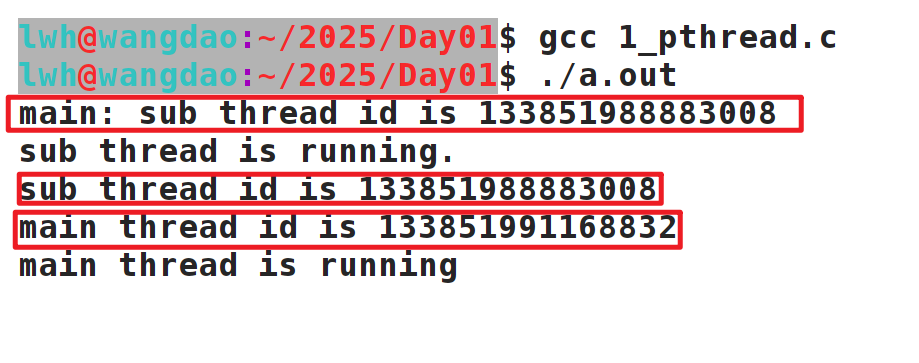 lwh@wangdao:~/2025/Day01$ gcc 1_pthread.c
lwh@wangdao:~/2025/Day01$ ./a.out
main: sub thread id is 133851988883008
sub thread is running.
sub thread id is 133851988883008
main thread id is 133851991168832
main thread is running